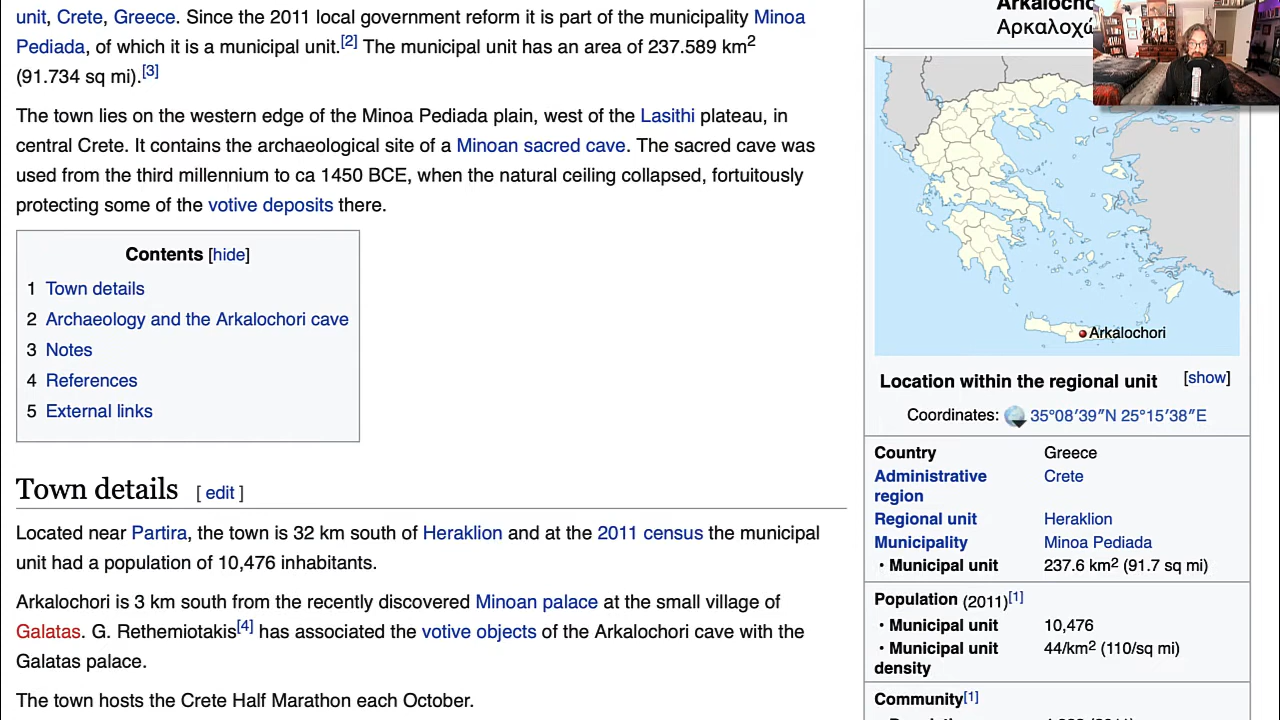 unit, Crete, Greece. Since the 2011 local government reform it is part of the municipality Minoa
Pediada, of which it is a municipal unit.[2] The municipal unit has an area of 237.589 km2
(91.734 sq mi).[3]
The town lies on the western edge of the Minoa Pediada plain, west of the Lasithi plateau, in
central Crete. It contains the archaeological site of a Minoan sacred cave. The sacred cave was
used from the third millennium to ca 1450 BCE, when the natural ceiling collapsed, fortuitously
protecting some of the votive deposits there.
Contents [hide]
1 Town details
2 Archaeology and the Arkalochori cave
3 Notes
4 References
5 External links
Town details [ edit ]
Located near Partira, the town is 32 km south of Heraklion and at the 2011 census the municipal
unit had a population of 10,476 inhabitants.
Arkalochori is 3 km south from the recently discovered Minoan palace at the small village of
Galatas. G. Rethemiotakis[4] has associated the votive objects of the Arkalochori cave with the
Galatas palace.
The town hosts the Crete Half Marathon each October.
Arkaloch
Αρκαλοχώ
Arkalochori
Location within the regional unit [show]
Coordinates: 35°08′39″N 25°15′38″E
Country Greece
Administrative region Crete
Regional unit Heraklion
Municipality Minoa Pediada
• Municipal unit 237.6 km2 (91.7 sq mi)
Population (2011)[1]
• Municipal unit 10,476
• Municipal unit density 44/km2 (110/sq mi)
Community[1]